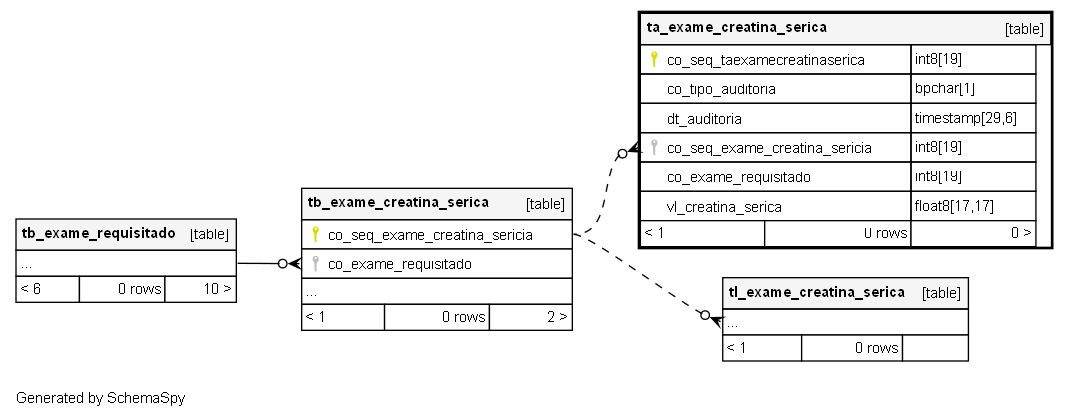 ta_exame_creatina_serica [table]
co_seq_taexamecreatinaserica int8[19]
co_tipo_auditoria bpchar[1]
dt_auditoria timestamp[29,6]
co_seq_exame_creatina_sericia int8[19]
co_exame_requisitado int8[19]
vl_creatina_serica float8[17,17]
< 1 0 rows 0 >
tb_exame_creatina_serica [table]
co_seq_exame_creatina_sericia
co_exame_requisitado
...
< 1 0 rows 2 >
tb_exame_requisitado [table]
...
< 6 0 rows 10 >
tl_exame_creatina_serica [table]
...
< 1 0 rows
Generated by SchemaSpy